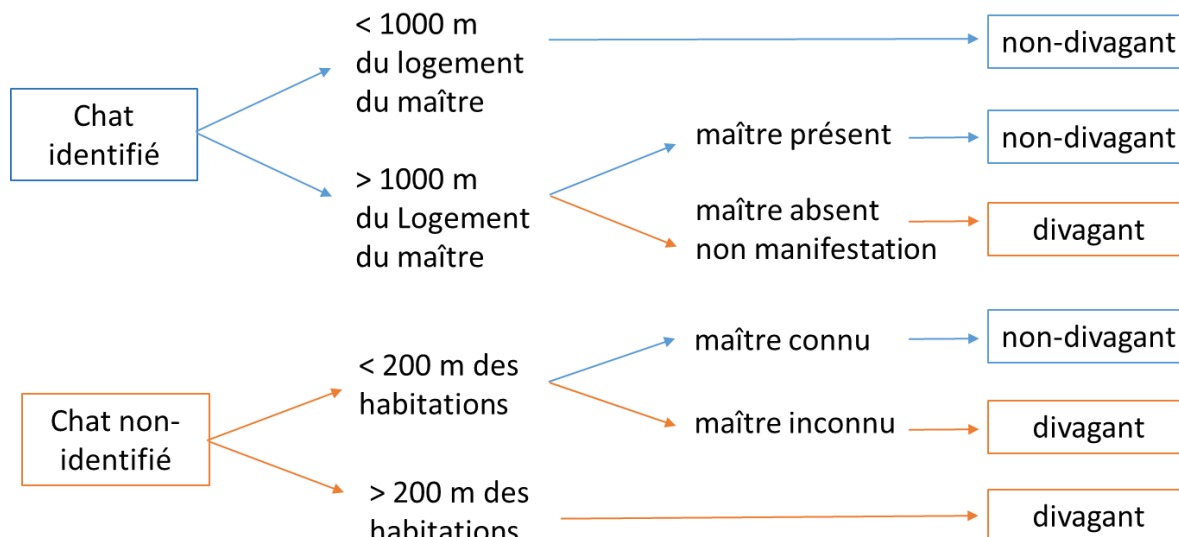 Chat
identifié
< 1000 m
du logement
du maître
non-divagant
> 1000 m
du Logement
du maître
maître présent
non-divagant
maître absent
non manifestation
divagant
Chat non-
identifié
< 200 m des
habitations
maître connu
non-divagant
maître inconnu
divagant
> 200 m des
habitations
divagant